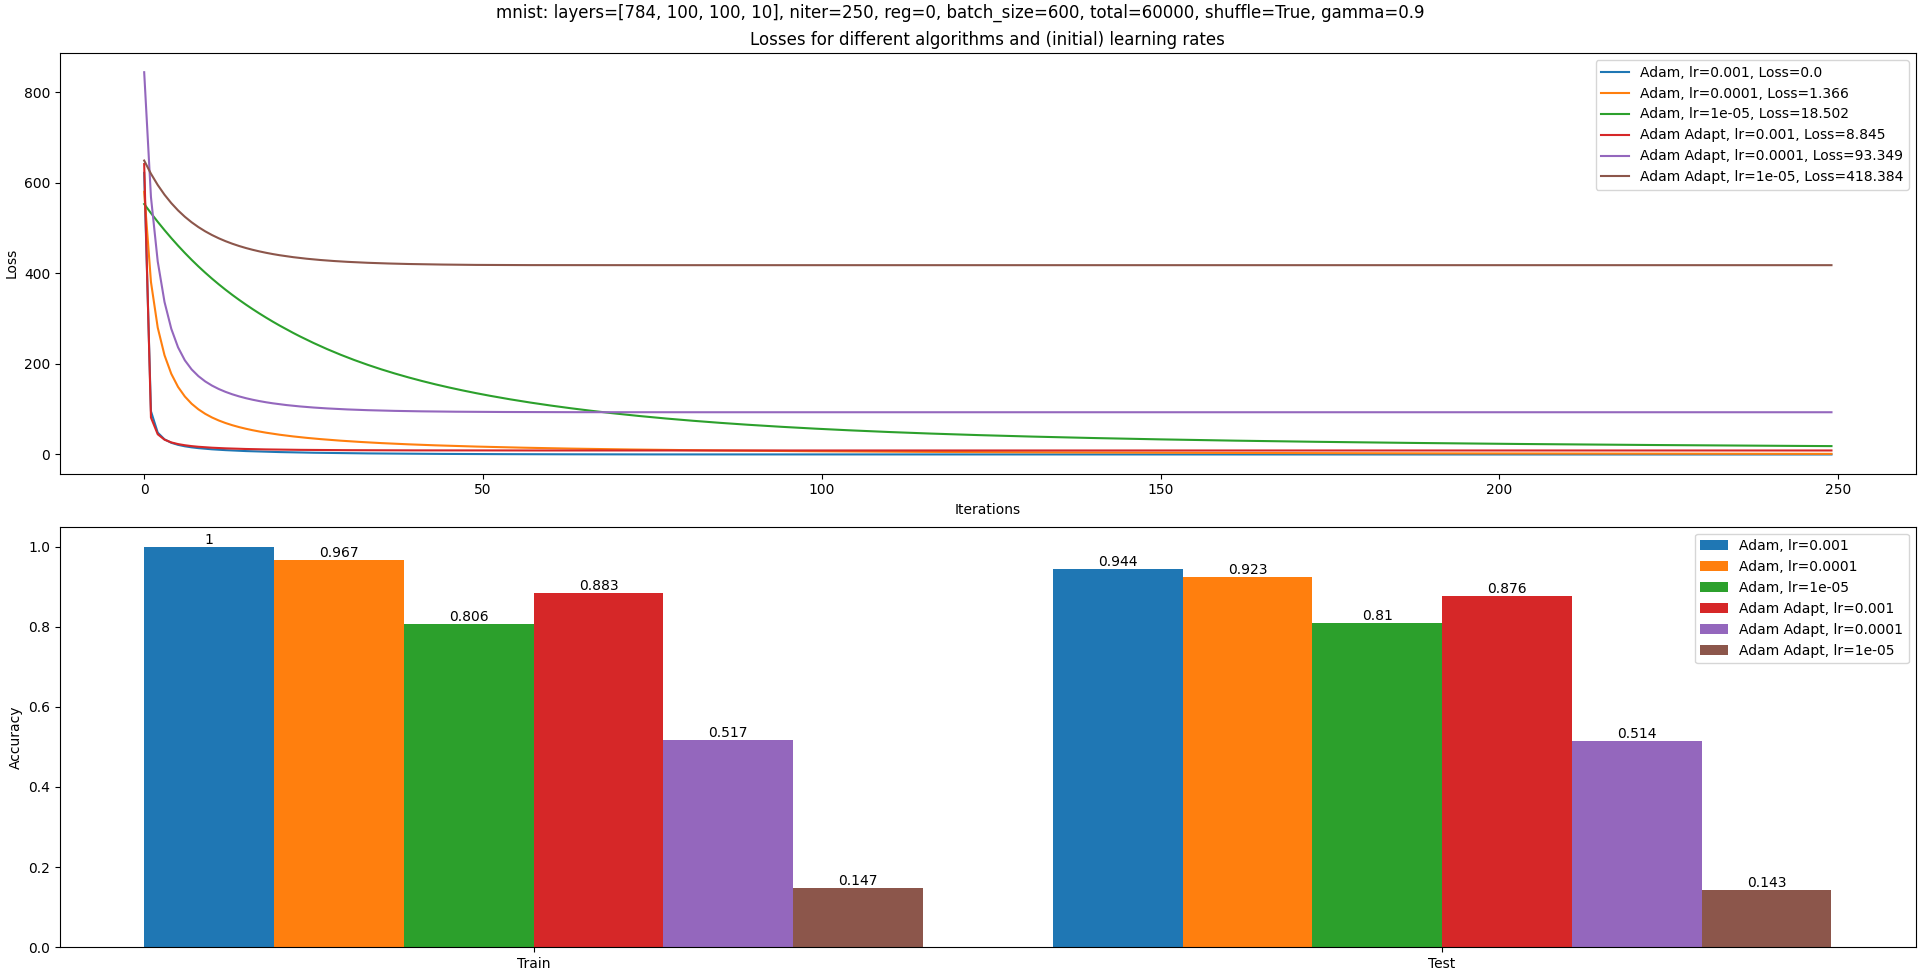 mnist: layers=[784, 100, 100, 10], niter=250, reg=0, batch_size=600, total=60000, shuffle=True, gamma=0.9
Losses for different algorithms and (initial) learning rates
Loss
800
600
400
200
0
Adam, lr=0.001, Loss=0.0
Adam, lr=0.0001, Loss=1.366
Adam, lr=1e-05, Loss=18.502
Adam Adapt, lr=0.001, Loss=8.845
Adam Adapt, lr=0.0001, Loss=93.349
Adam Adapt, lr=1e-05, Loss=418.384
0 50 100 150 200 250
Iterations
Accuracy
1.0
0.8
0.6
0.4
0.2
0.0
1
0.967
0.806
0.883
0.517
0.147
0.944
0.923
0.81
0.876
0.514
0.143
Adam, lr=0.001
Adam, lr=0.0001
Adam, lr=1e-05
Adam Adapt, lr=0.001
Adam Adapt, lr=0.0001
Adam Adapt, lr=1e-05
Train Test